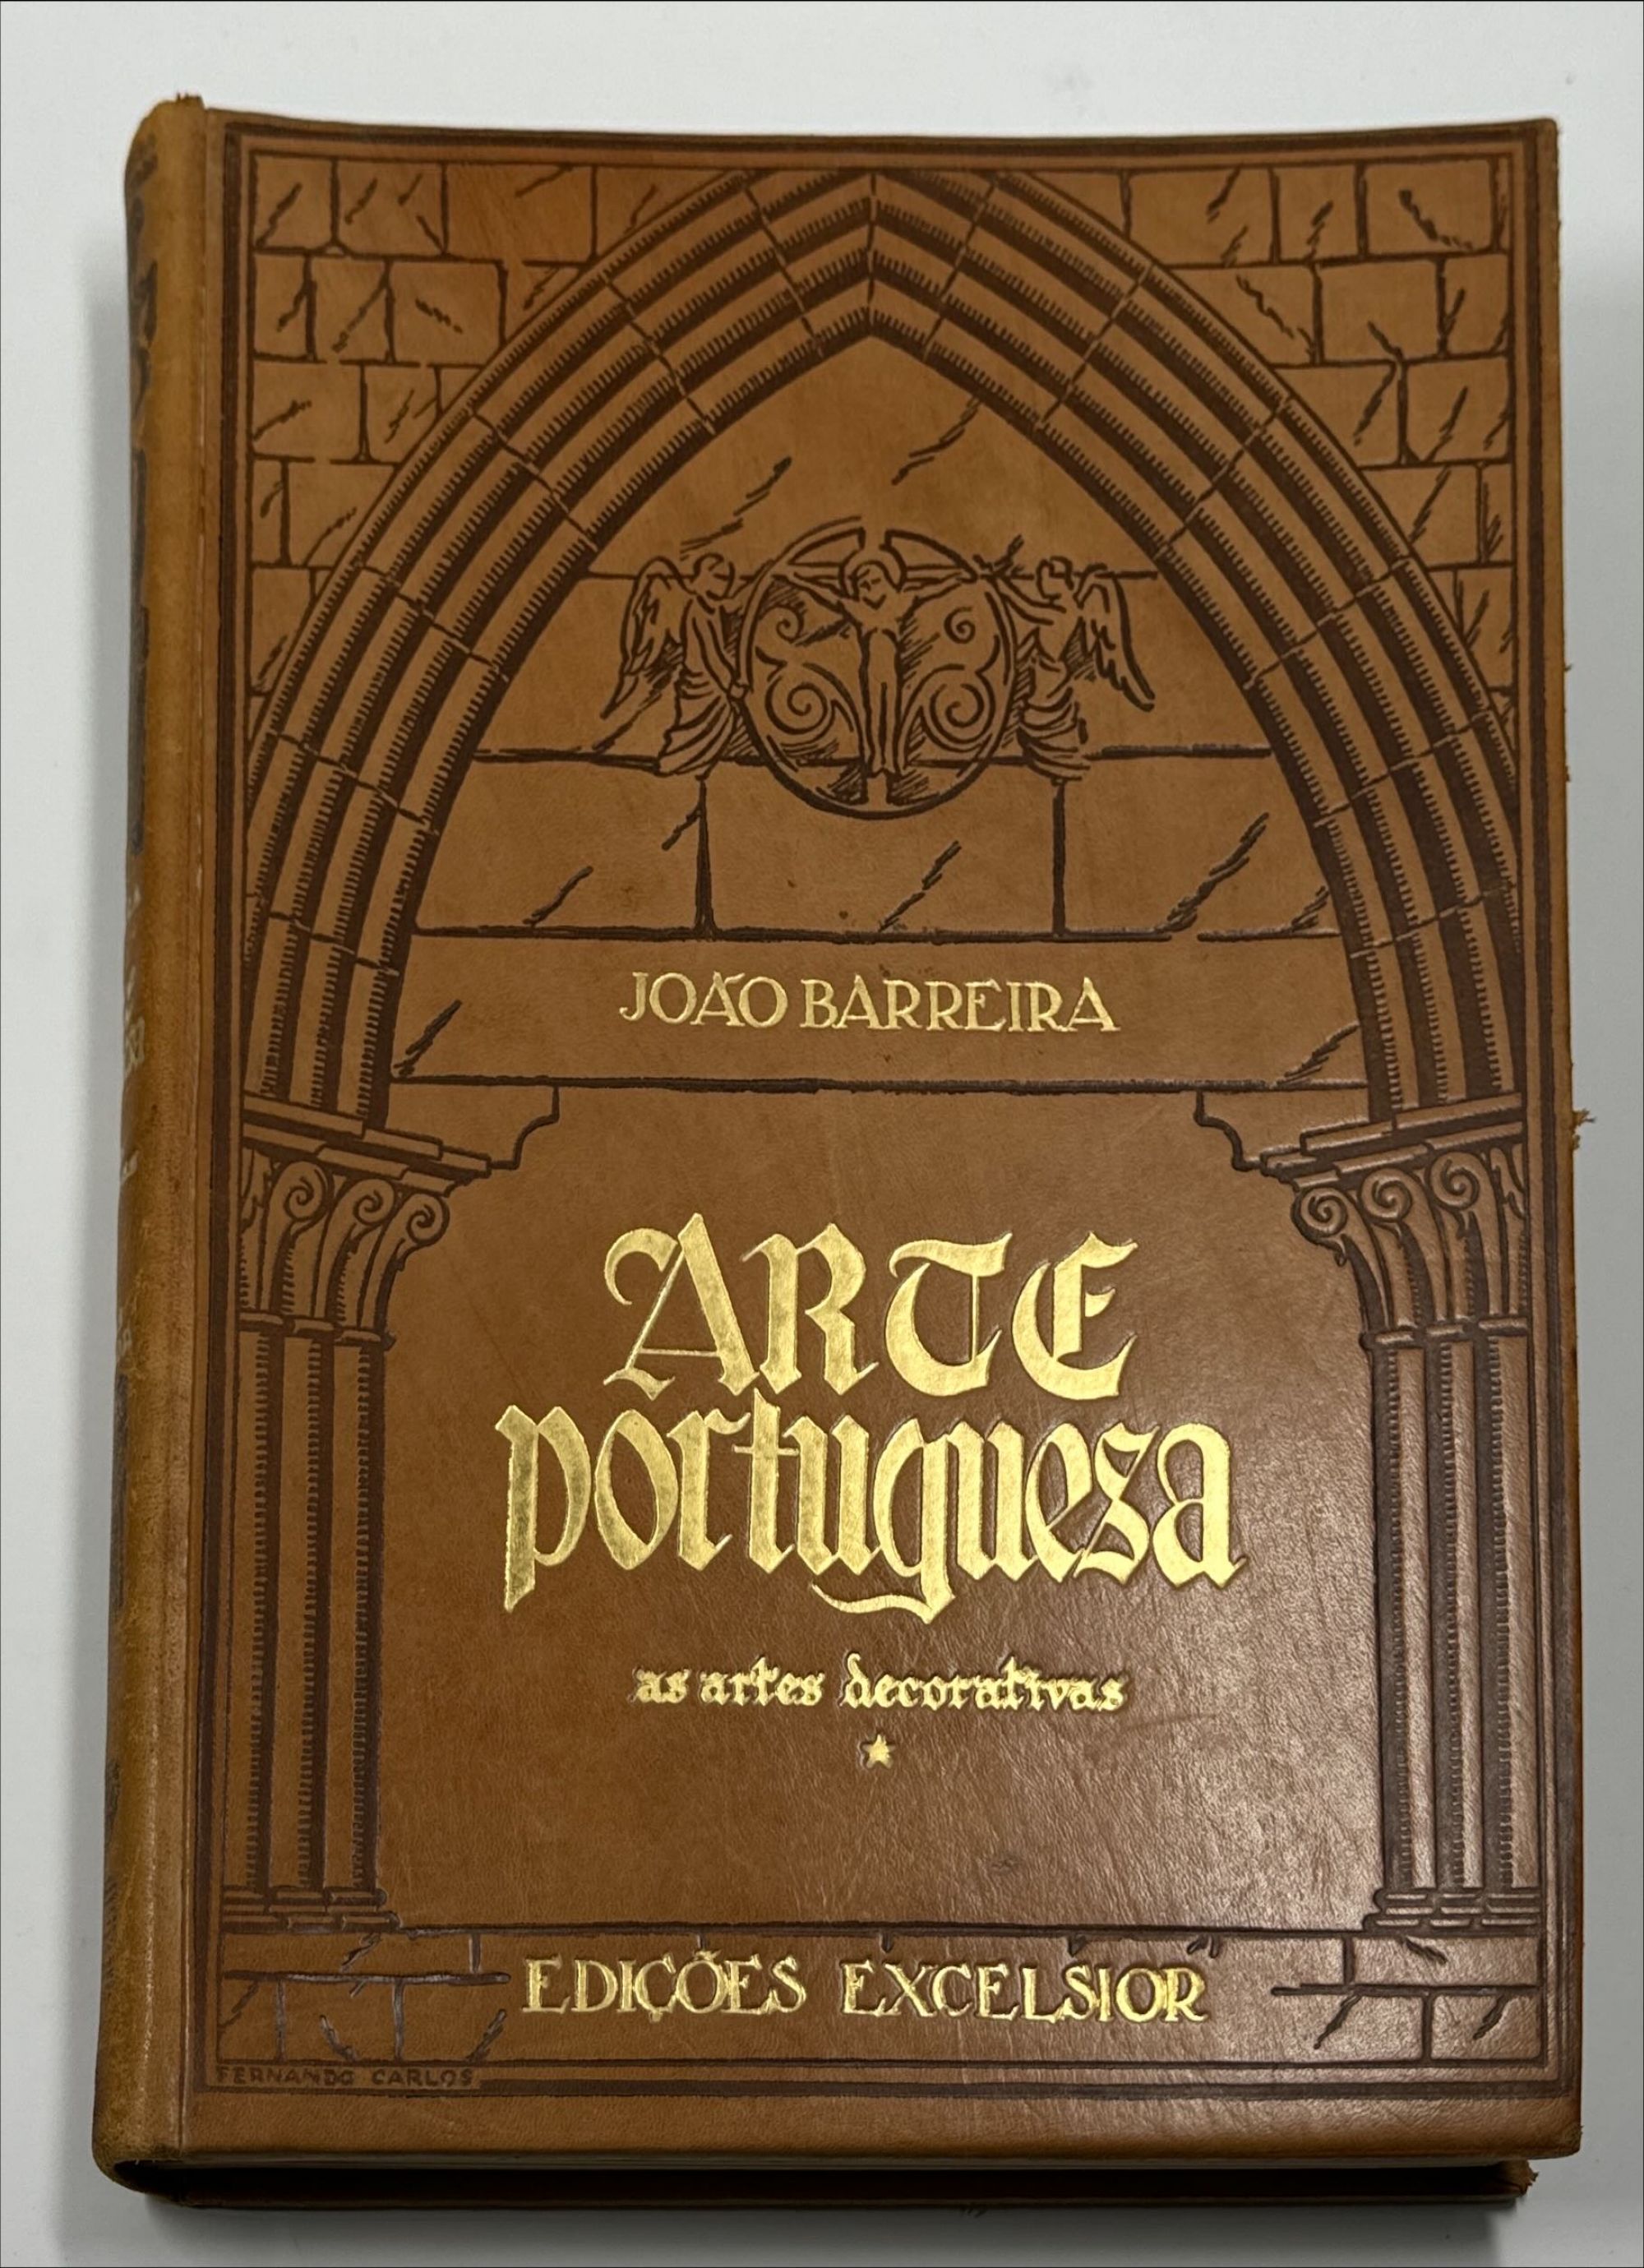 JOÃO BARREIRA
ARTE
portuguesa
as artes decorativas
EDIÇÕES EXCELSIOR
FERNANDO CARLOS